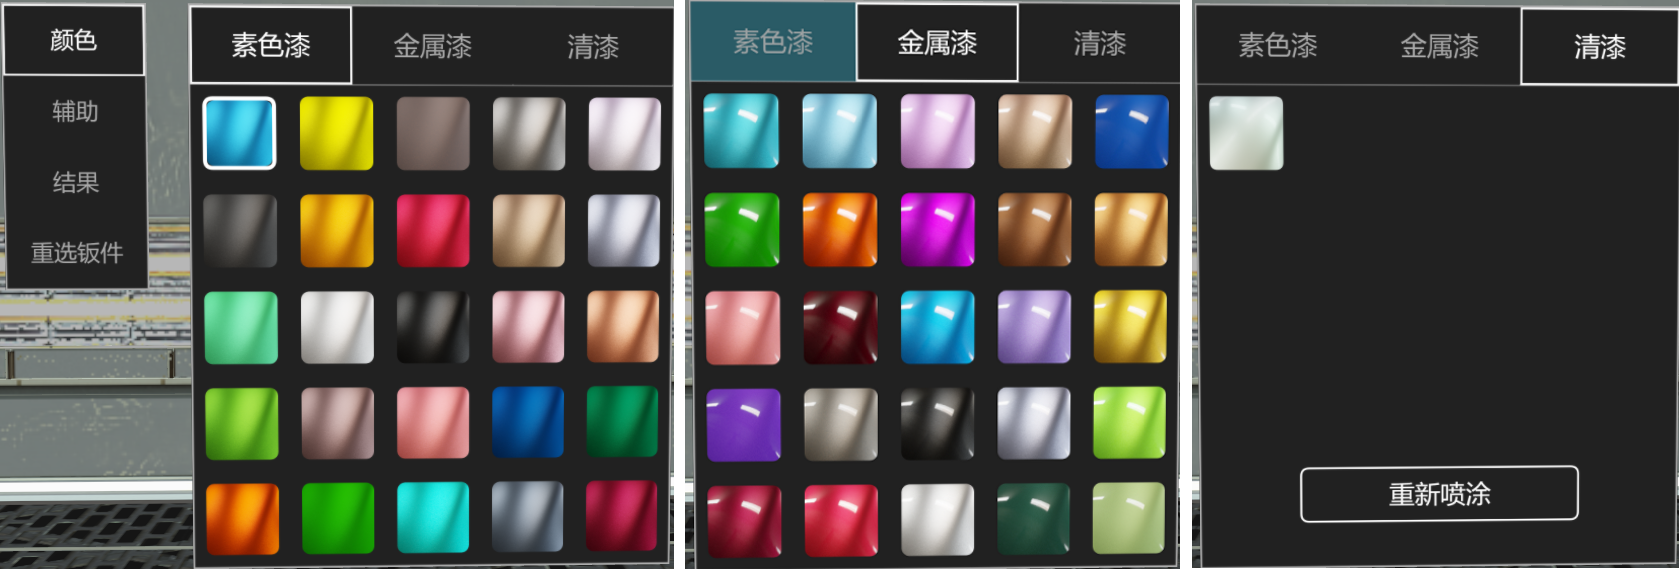 颜色
辅助
结果
重选钣件
素色漆 金属漆 清漆
素色漆 金属漆 清漆
素色漆 金属漆 清漆
重新喷涂